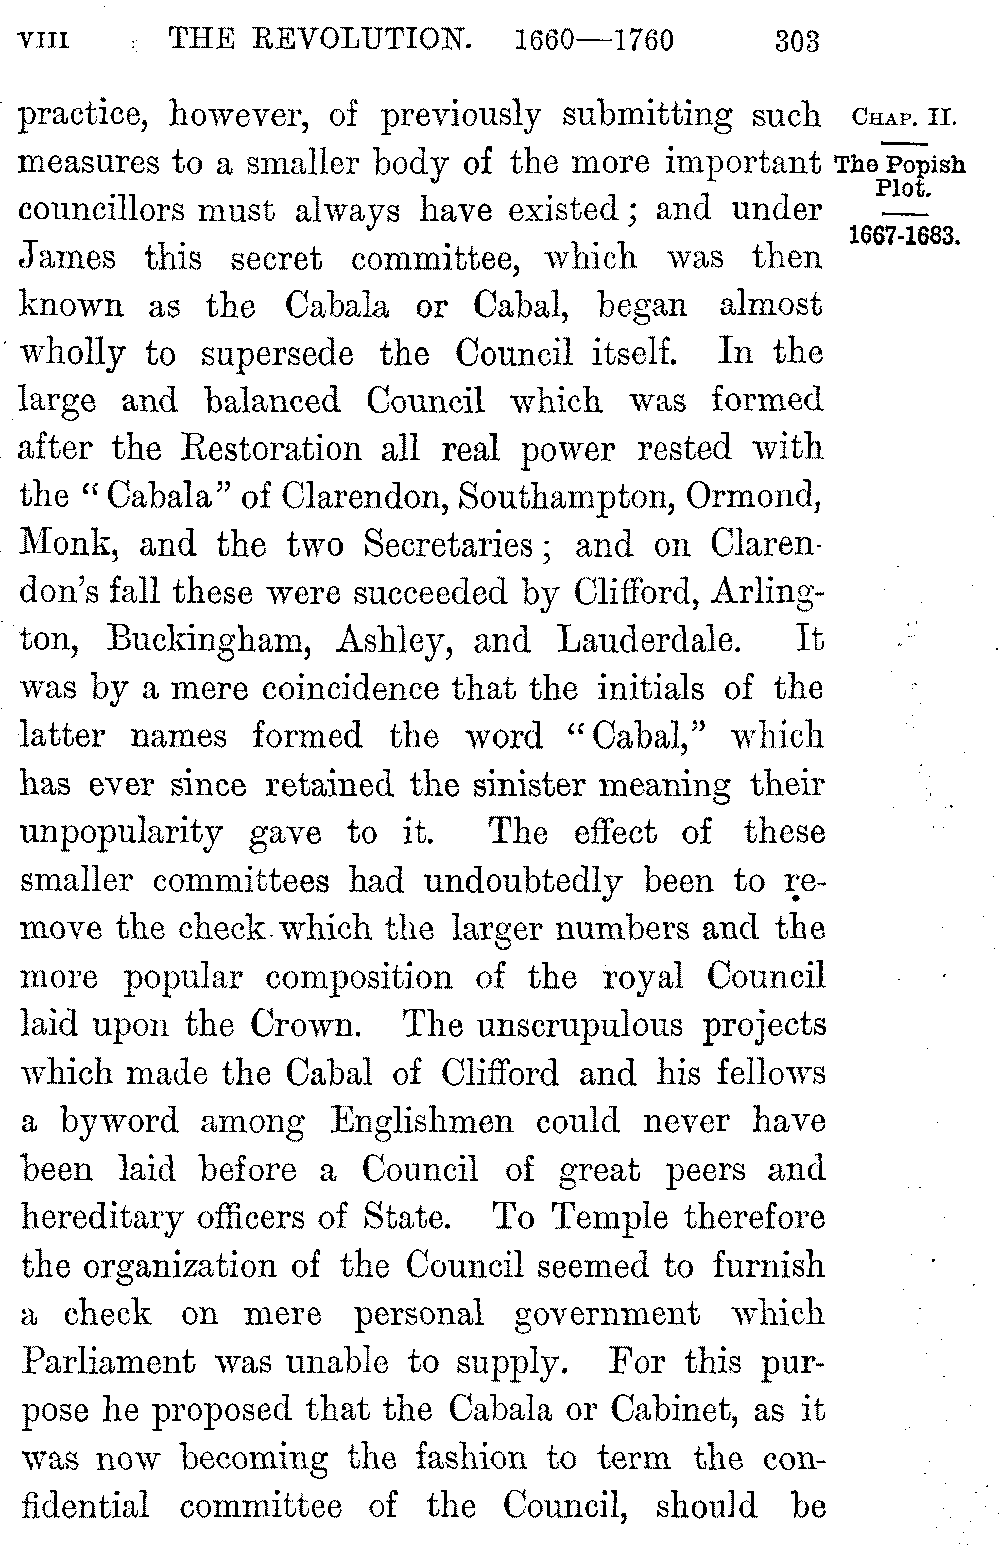 VIII THE REVOLUTION. 1660—1760 303
practice, however, of previously submitting such
measures to a smaller body of the more important
councillors must always have existed; and under
James this secret committee, which was then
known as the Cabala or Cabal, began almost
wholly to supersede the Council itself. In the
large and balanced Council which was formed
after the Restoration all real power rested with
the "Cabala" of Clarendon, Southampton, Ormond,
Monk, and the two Secretaries; and on Claren-
don's fall these were succeeded by Clifford, Arling-
ton, Buckingham, Ashley, and Lauderdale. It
was by a mere coincidence that the initials of the
latter names formed the word "Cabal," which
has ever since retained the sinister meaning their
unpopularity gave to it. The effect of these
smaller committees had undoubtedly been to re-
move the check which the larger numbers and the
more popular composition of the royal Council
laid upon the Crown. The unscrupulous projects
which made the Cabal of Clifford and his fellows
a byword among Englishmen could never have
been laid before a Council of great peers and
hereditary officers of State. To Temple therefore
the organization of the Council seemed to furnish
a check on mere personal government which
Parliament was unable to supply. For this pur-
pose he proposed that the Cabala or Cabinet, as it
was now becoming the fashion to term the con-
fidential committee of the Council, should be
CHAP. II.
The Popish
Plot.
1667-1683.